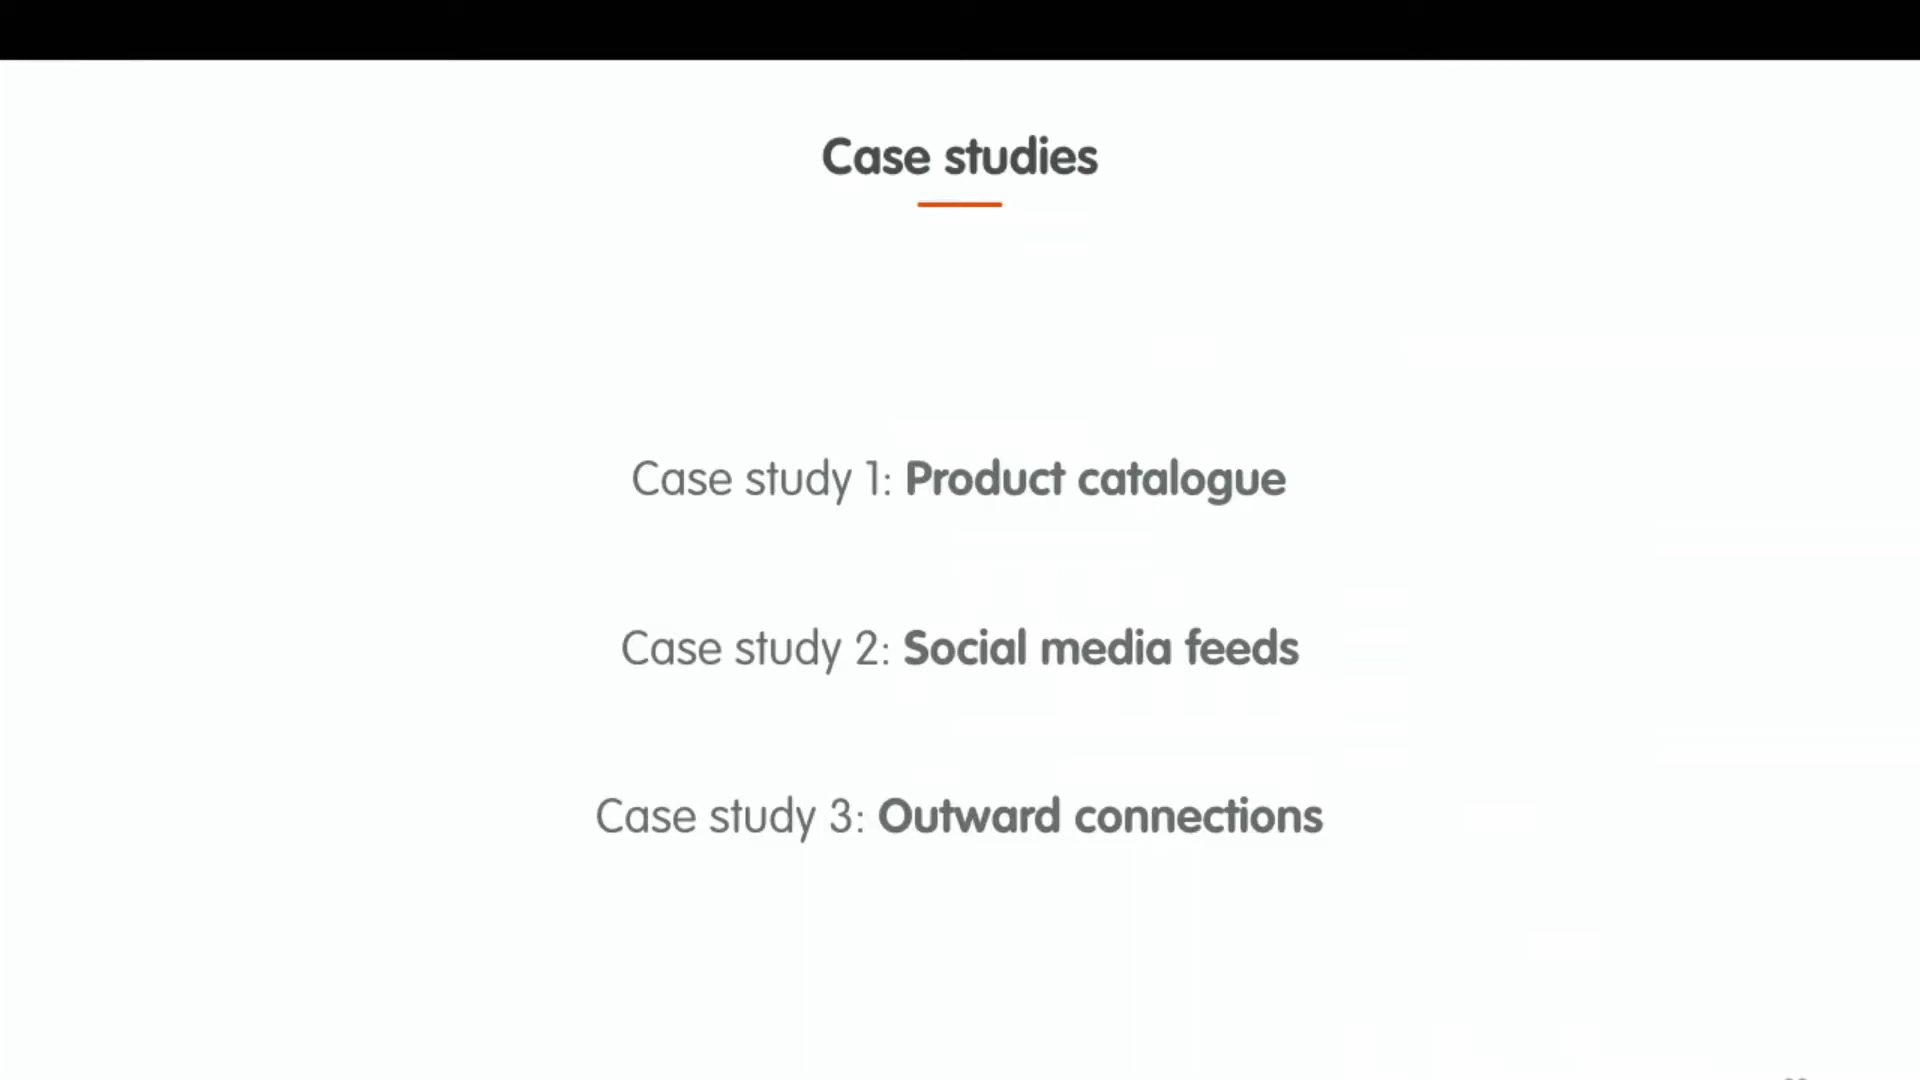 Case studies
Case study 1: Product catalogue
Case study 2: Social media feeds
Case study 3: Outward connections